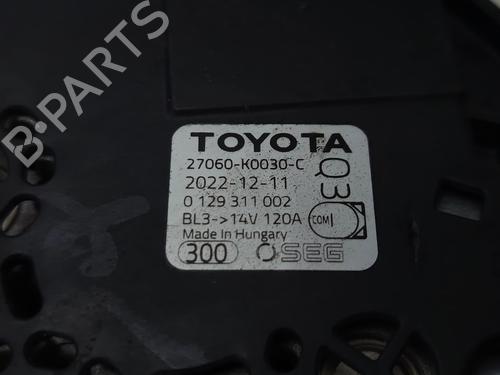 TOYOTA
27060-K0030-C
2022-12-11
0 129 311 002
BL3->14V 120A
Made In Hungary
300 SEG
Q3
COM
B-PARTS